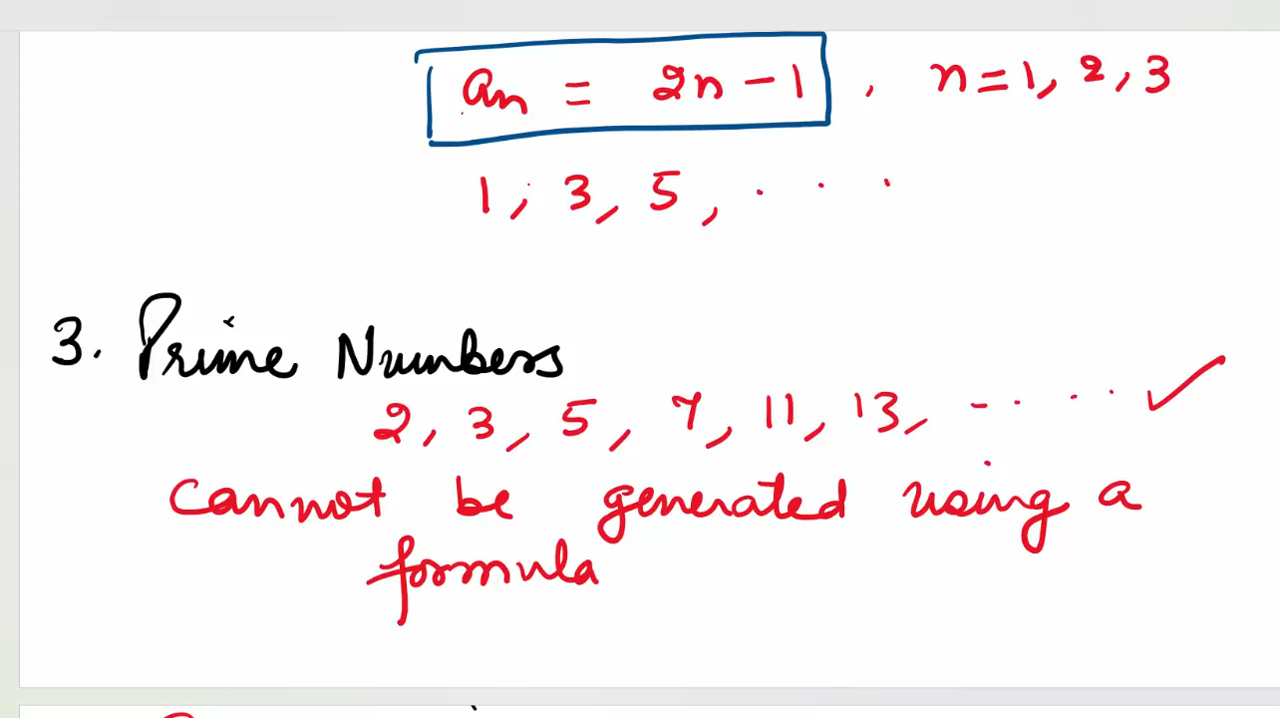 an = 2n - 1 , n = 1, 2, 3
1, 3, 5, . . .
3. Prime Numbers
2, 3, 5, 7, 11, 13, - . . . ✓
cannot be generated using a
formula